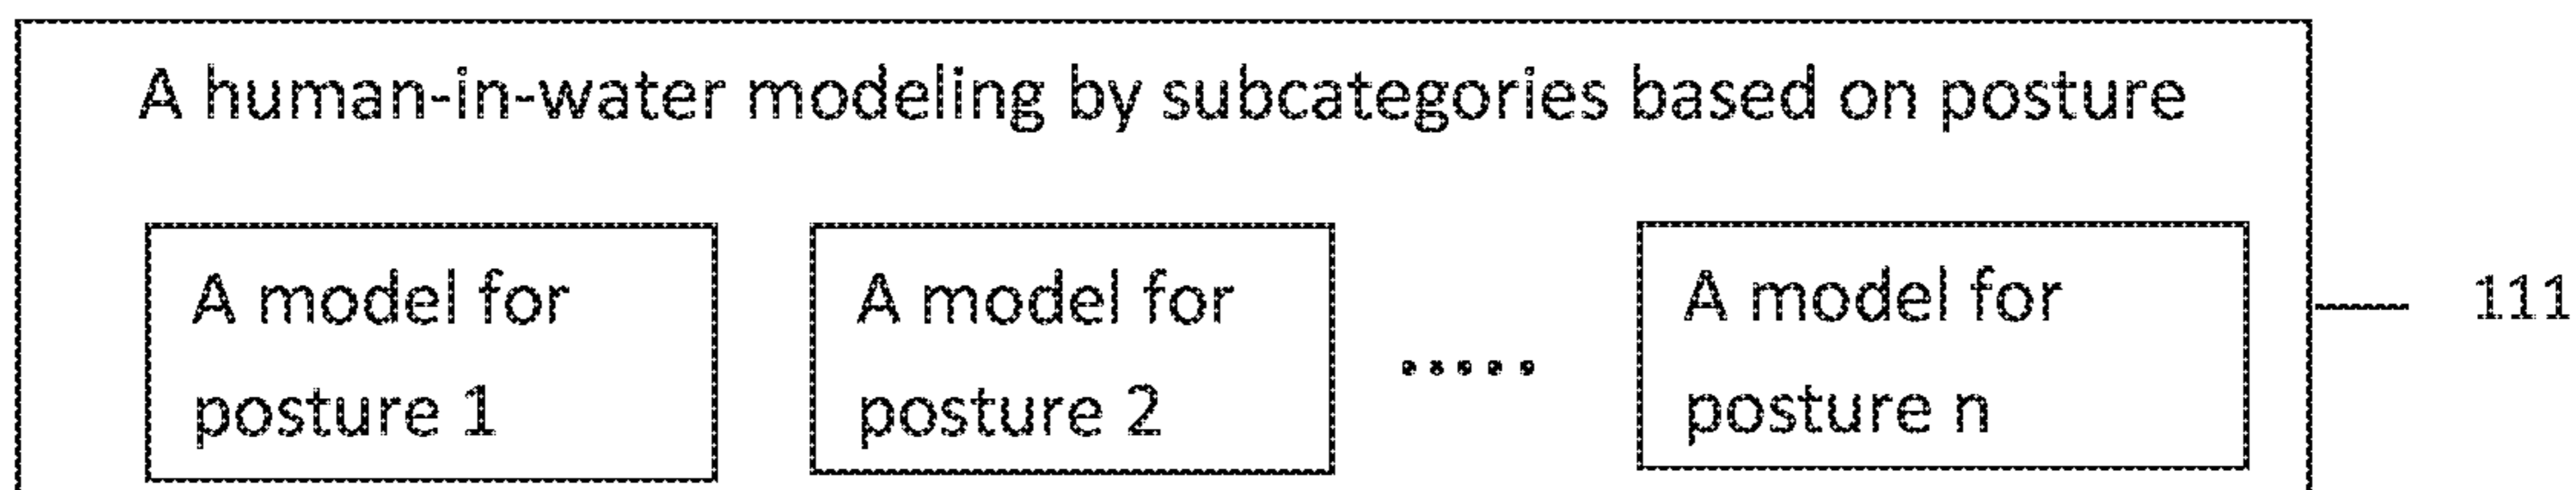 A human-in-water modeling by subcategories based on posture
A model for
posture 1
A model for
posture 2
.....
A model for
posture n
111